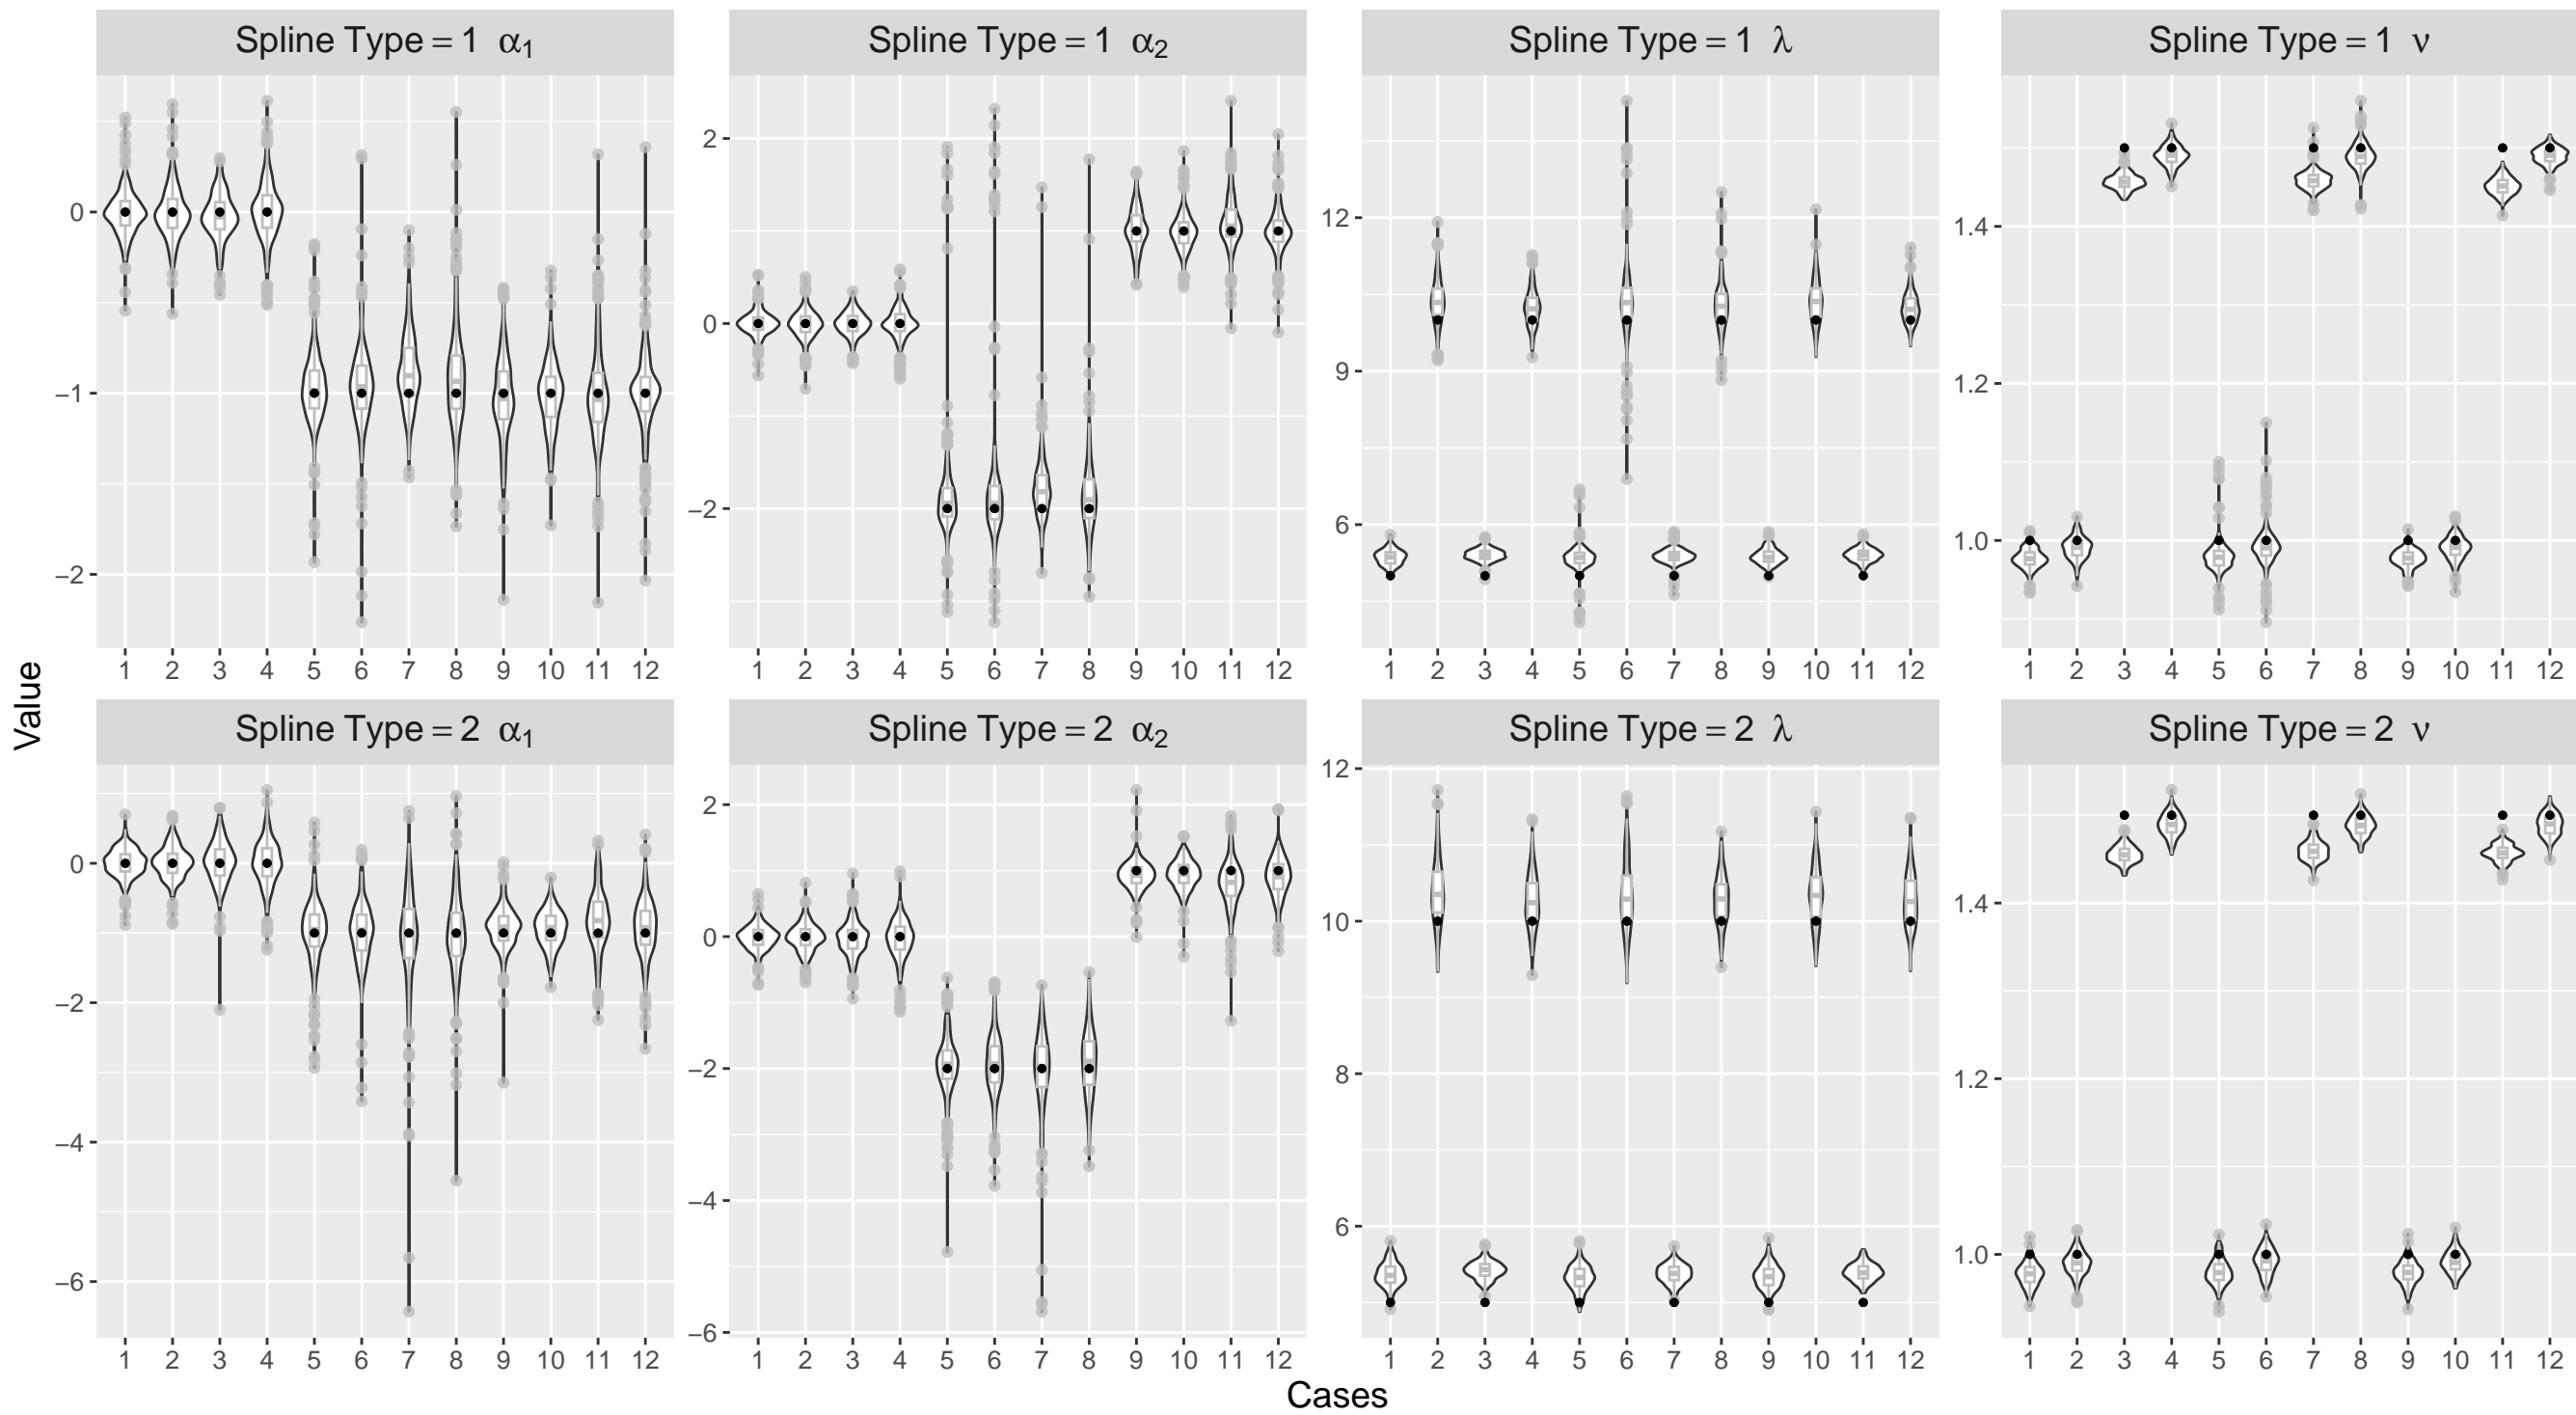 Spline Type = 1 α₁
Spline Type = 1 α₂
Spline Type = 1 λ
Spline Type = 1 ν
0
−1
−2
2
0
−2
12
9
6
1.4
1.2
1.0
1 2 3 4 5 6 7 8 9 10 11 12
1 2 3 4 5 6 7 8 9 10 11 12
1 2 3 4 5 6 7 8 9 10 11 12
1 2 3 4 5 6 7 8 9 10 11 12
Value
Spline Type = 2 α₁
Spline Type = 2 α₂
Spline Type = 2 λ
Spline Type = 2 ν
0
−2
−4
−6
2
0
−2
−4
−6
12
10
8
6
1.4
1.2
1.0
1 2 3 4 5 6 7 8 9 10 11 12
1 2 3 4 5 6 7 8 9 10 11 12
1 2 3 4 5 6 7 8 9 10 11 12
1 2 3 4 5 6 7 8 9 10 11 12
Cases